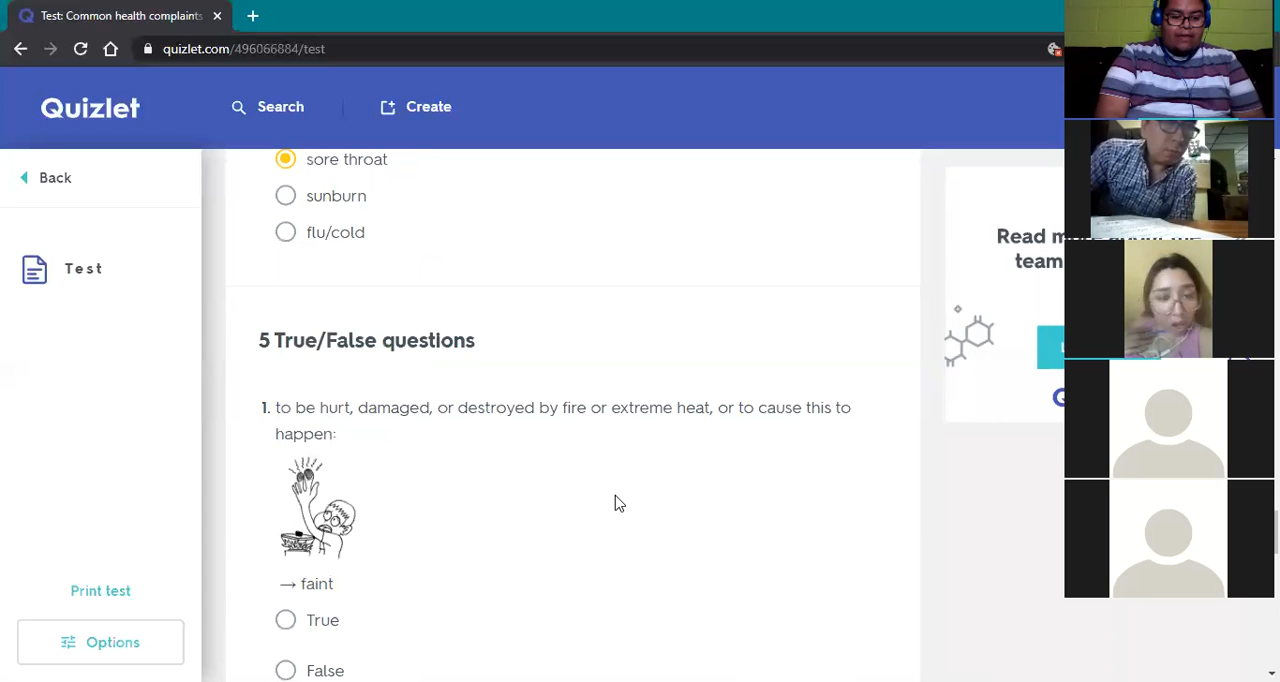 Test: Common health complaints
quizlet.com/496066884/test
Quizlet
Search
Create
Back
Test
Print test
Options
sore throat
sunburn
flu/cold
5 True/False questions
1. to be hurt, damaged, or destroyed by fire or extreme heat, or to cause this to
happen:
→ faint
True
False
Read
team